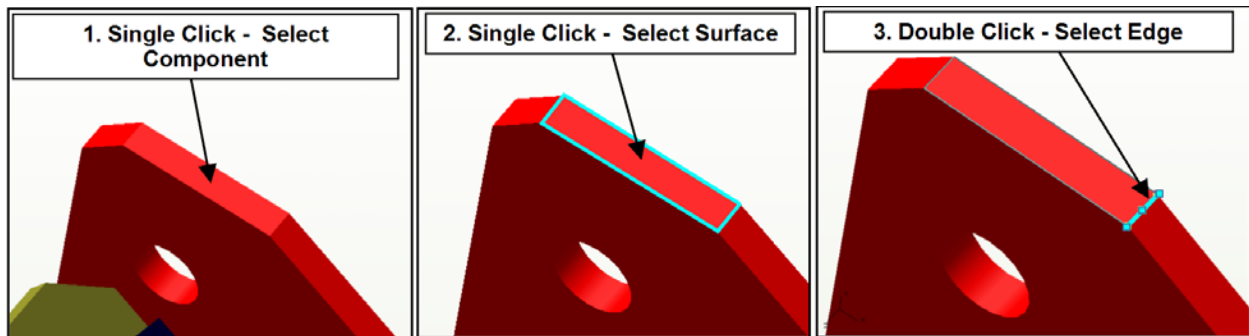 1. Single Click -  Select
Component
2. Single Click -  Select Surface
3. Double Click - Select Edge